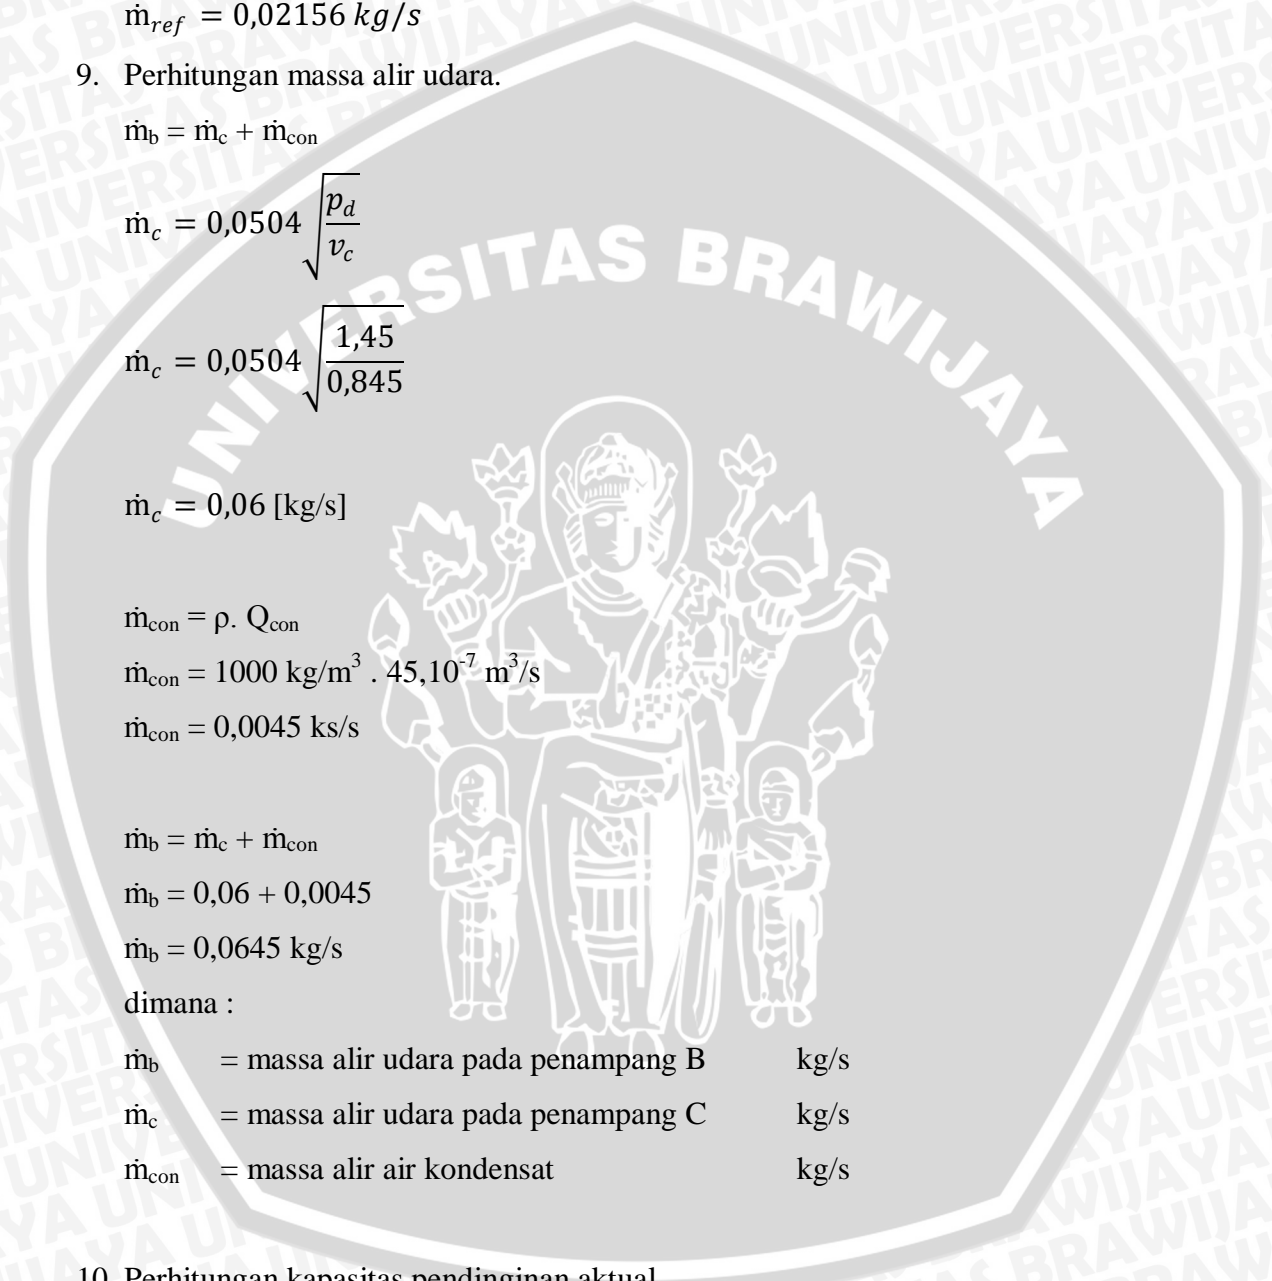 ṁref = 0,02156 kg/s
9. Perhitungan massa alir udara.
ṁb = ṁc + ṁcon
ṁc = 0,0504 √(pd/vc)
ṁc = 0,0504 √(1,45/0,845)
ṁc = 0,06 [kg/s]
ṁcon = ρ. Qcon
ṁcon = 1000 kg/m³ . 45,10⁻⁷ m³/s
ṁcon = 0,0045 ks/s
ṁb = ṁc + ṁcon
ṁb = 0,06 + 0,0045
ṁb = 0,0645 kg/s
dimana :
ṁb = massa alir udara pada penampang B kg/s
ṁc = massa alir udara pada penampang C kg/s
ṁcon = massa alir air kondensat kg/s
10. Perhitungan kapasitas pendinginan aktual
UNIVERSITAS BRAWIJAYA